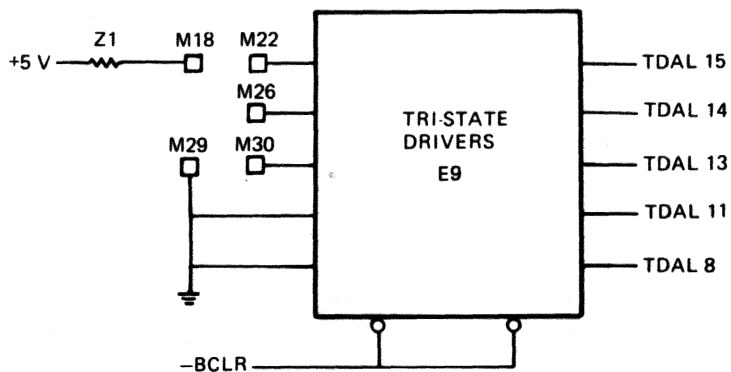 Z1
M18
M22
+5 V
TDAL 15
M26
TDAL 14
TRI-STATE
DRIVERS
E9
M29
M30
TDAL 13
TDAL 11
TDAL 8
−BCLR